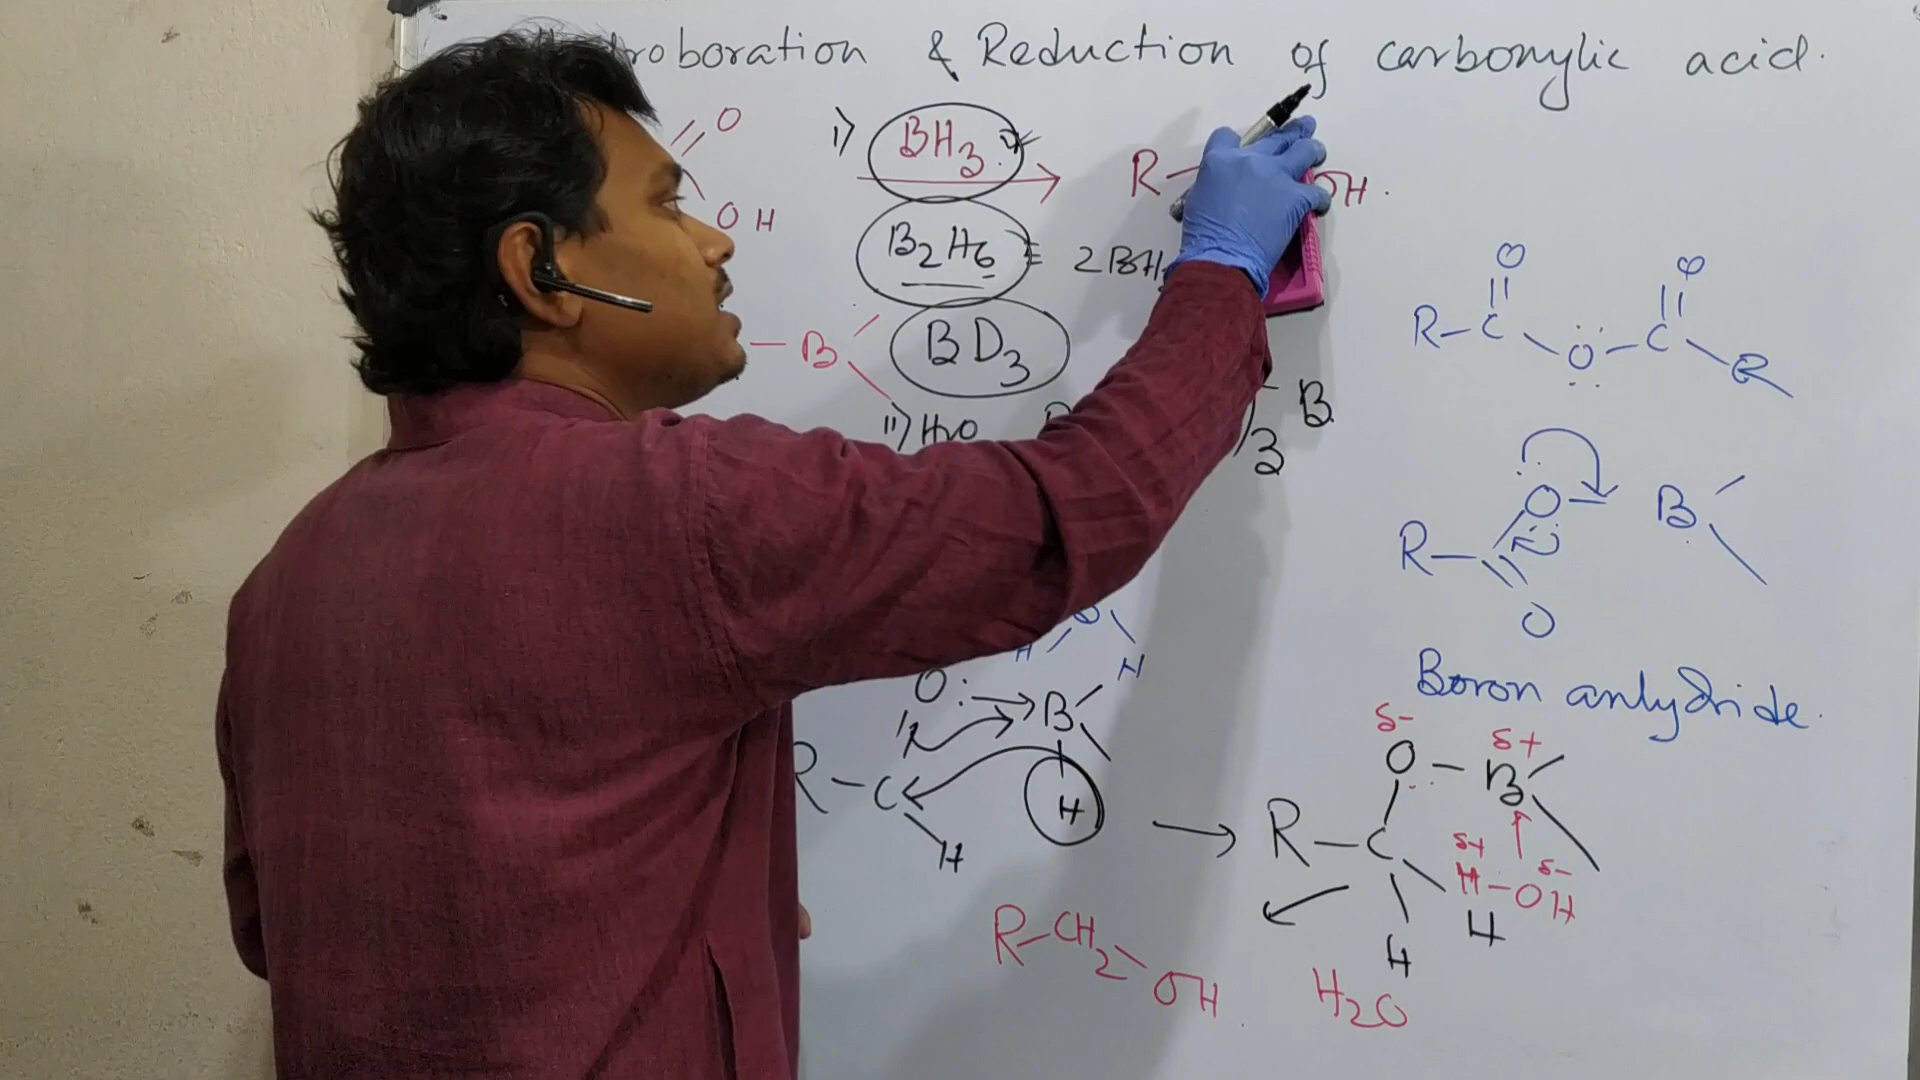 roboration & Reduction of carbonylic acid.
O
OH
i) BH3
R OH.
B2H6 = 2BH
B
BD3
ii) H2O
)3 B
O O
R-C O C R
O B
R
O
Boron anhydride.
H H
O: B
R-C H
H
δ- δ+
O - B
R-C
δ+ δ-
H-OH
H H
R-CH2 OH
H2O